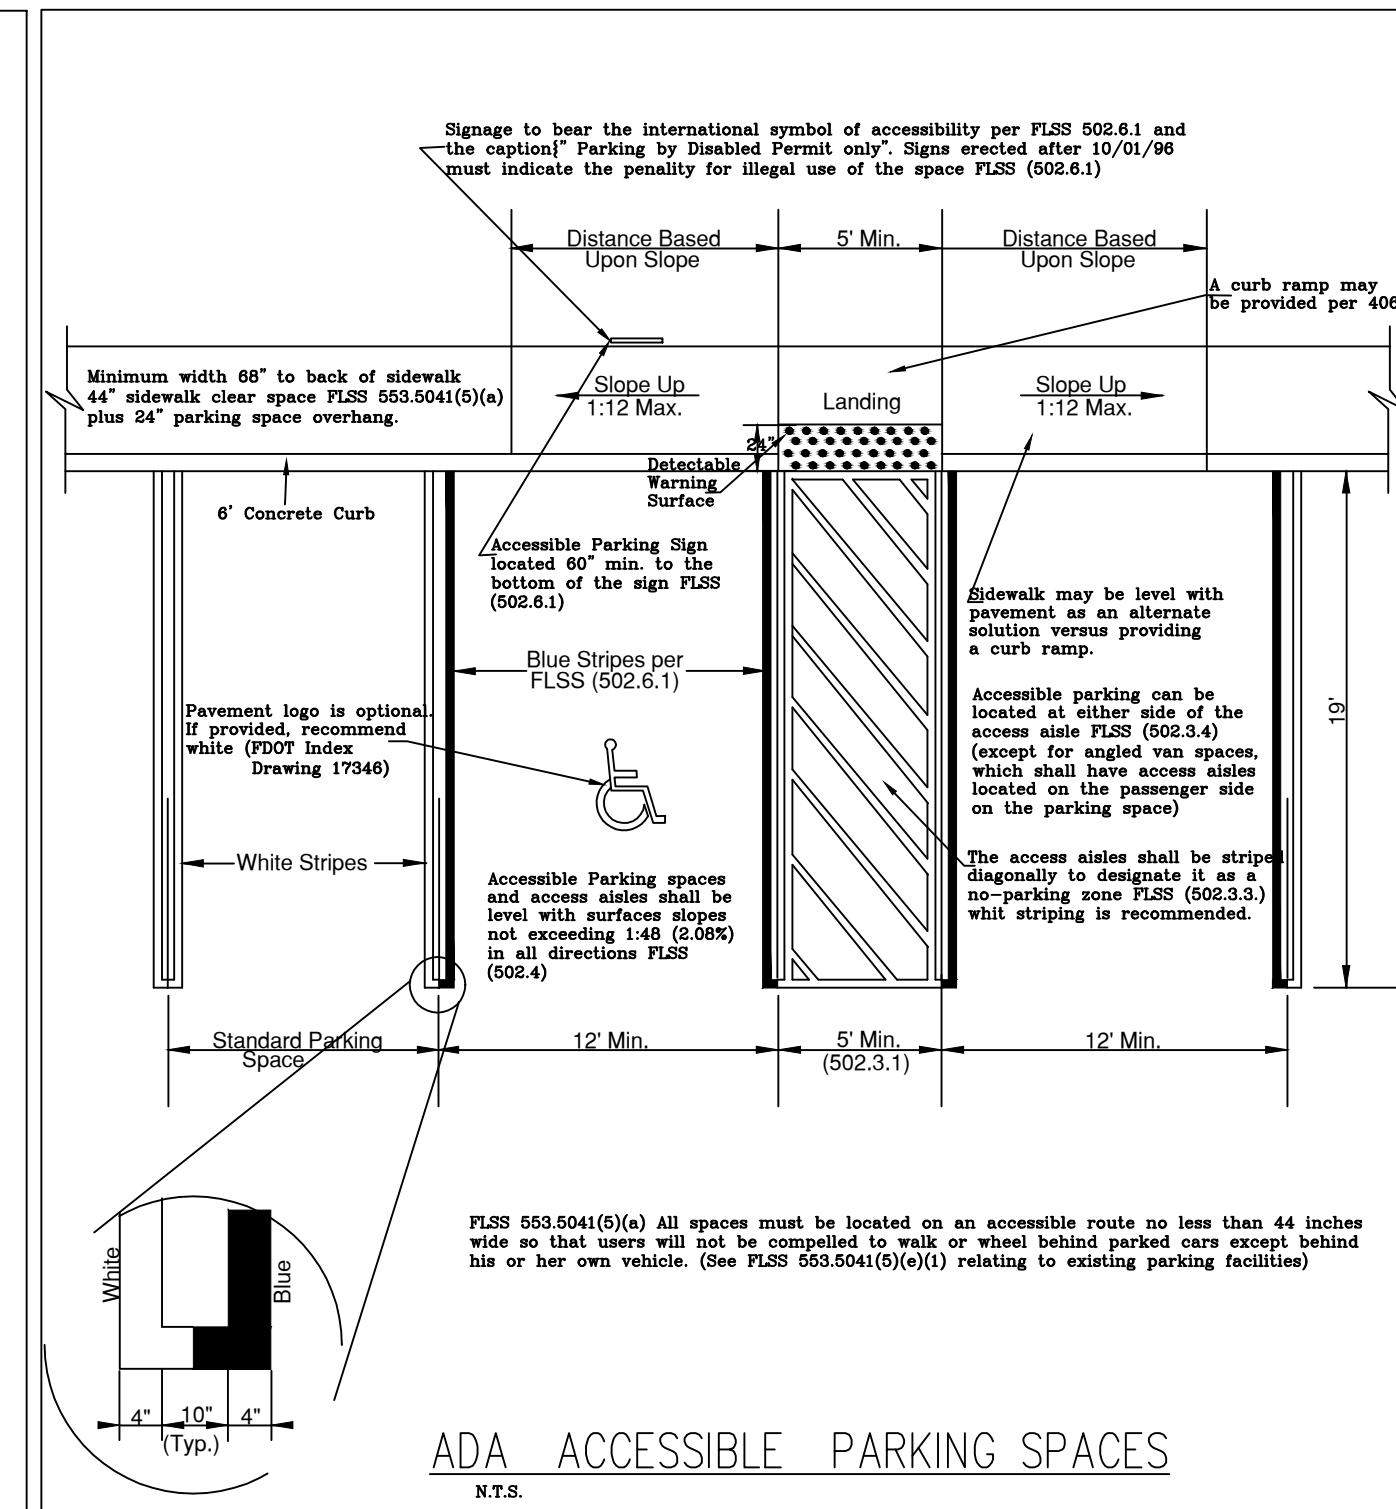 Signage to bear the international symbol of accessibility per FLSS 502.6.1 and
the caption{" Parking by Disabled Permit only". Signs erected after 10/01/96
must indicate the penality for illegal use of the space FLSS (502.6.1)
Distance Based
Upon Slope
5' Min.
Distance Based
Upon Slope
A curb ramp may
be provided per 406
Minimum width 68" to back of sidewalk
44" sidewalk clear space FLSS 553.5041(5)(a)
plus 24" parking space overhang.
Slope Up
1:12 Max.
Landing
Slope Up
1:12 Max.
24"
Detectable
Warning
Surface
6' Concrete Curb
Accessible Parking Sign
located 60" min. to the
bottom of the sign FLSS
(502.6.1)
Sidewalk may be level with
pavement as an alternate
solution versus providing
a curb ramp.
Blue Stripes per
FLSS (502.6.1)
Pavement logo is optional.
If provided, recommend
white (FDOT Index
Drawing 17346)
Accessible parking can be
located at either side of the
access aisle FLSS (502.3.4)
(except for angled van spaces,
which shall have access aisles
located on the passenger side
on the parking space)
19'
White Stripes
The access aisles shall be striped
diagonally to designate it as a
no-parking zone FLSS (502.3.3.)
whit striping is recommended.
Accessible Parking spaces
and access aisles shall be
level with surfaces slopes
not exceeding 1:48 (2.08%)
in all directions FLSS
(502.4)
Standard Parking
Space
12' Min.
5' Min.
(502.3.1)
12' Min.
FLSS 553.5041(5)(a) All spaces must be located on an accessible route no less than 44 inches
wide so that users will not be compelled to walk or wheel behind parked cars except behind
his or her own vehicle. (See FLSS 553.5041(5)(e)(1) relating to existing parking facilities)
White
Blue
4"
10"
4"
(Typ.)
ADA ACCESSIBLE PARKING SPACES
N.T.S.